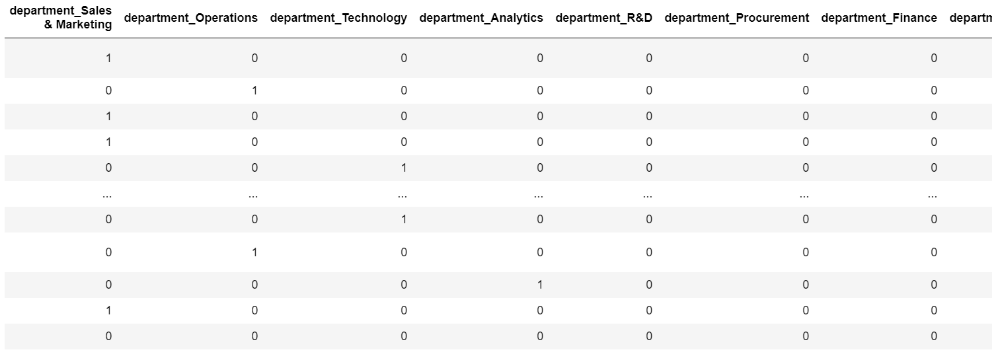 department_Sales & Marketing department_Operations department_Technology department_Analytics department_R&D department_Procurement department_Finance departm
1 0 0 0 0 0 0
0 1 0 0 0 0 0
1 0 0 0 0 0 0
1 0 0 0 0 0 0
0 0 1 0 0 0 0
... ... ... ... ... ... ...
0 0 1 0 0 0 0
0 1 0 0 0 0 0
0 0 0 1 0 0 0
1 0 0 0 0 0 0
0 0 0 0 0 0 0